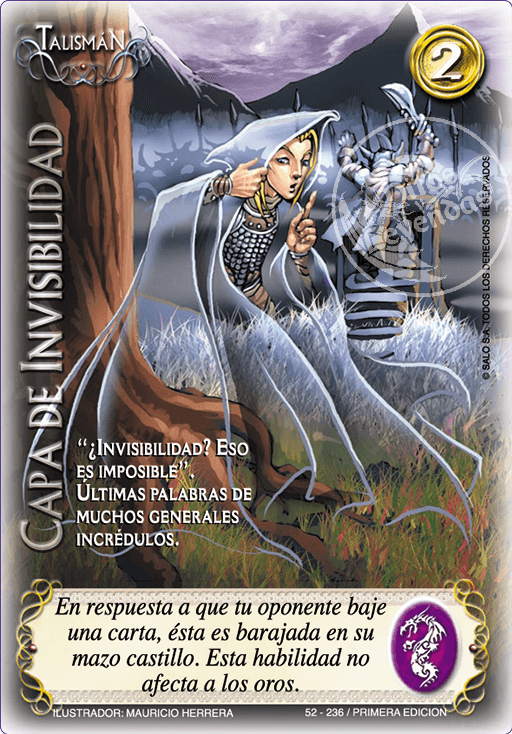 TALISMÁN
2
CAPA DE INVISIBILIDAD
Mitos
Leyendas
© SALO S.A. TODOS LOS DERECHOS RESERVADOS
“¿INVISIBILIDAD? ESO
ES IMPOSIBLE”.
ÚLTIMAS PALABRAS DE
MUCHOS GENERALES
INCRÉDULOS.
En respuesta a que tu oponente baje
una carta, ésta es barajada en su
mazo castillo. Esta habilidad no
afecta a los oros.
ILUSTRADOR: MAURICIO HERRERA
52 - 236 / PRIMERA EDICION